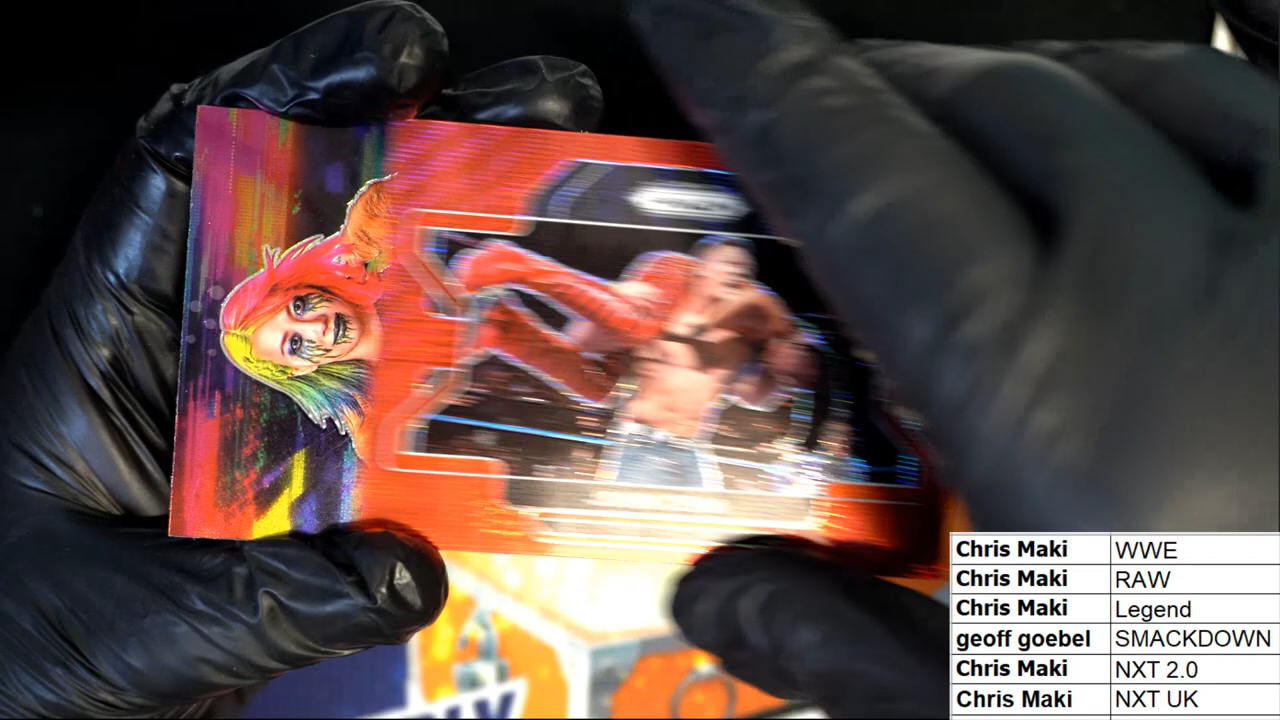 Chris Maki WWE
Chris Maki RAW
Chris Maki Legend
geoff goebel SMACKDOWN
Chris Maki NXT 2.0
Chris Maki NXT UK